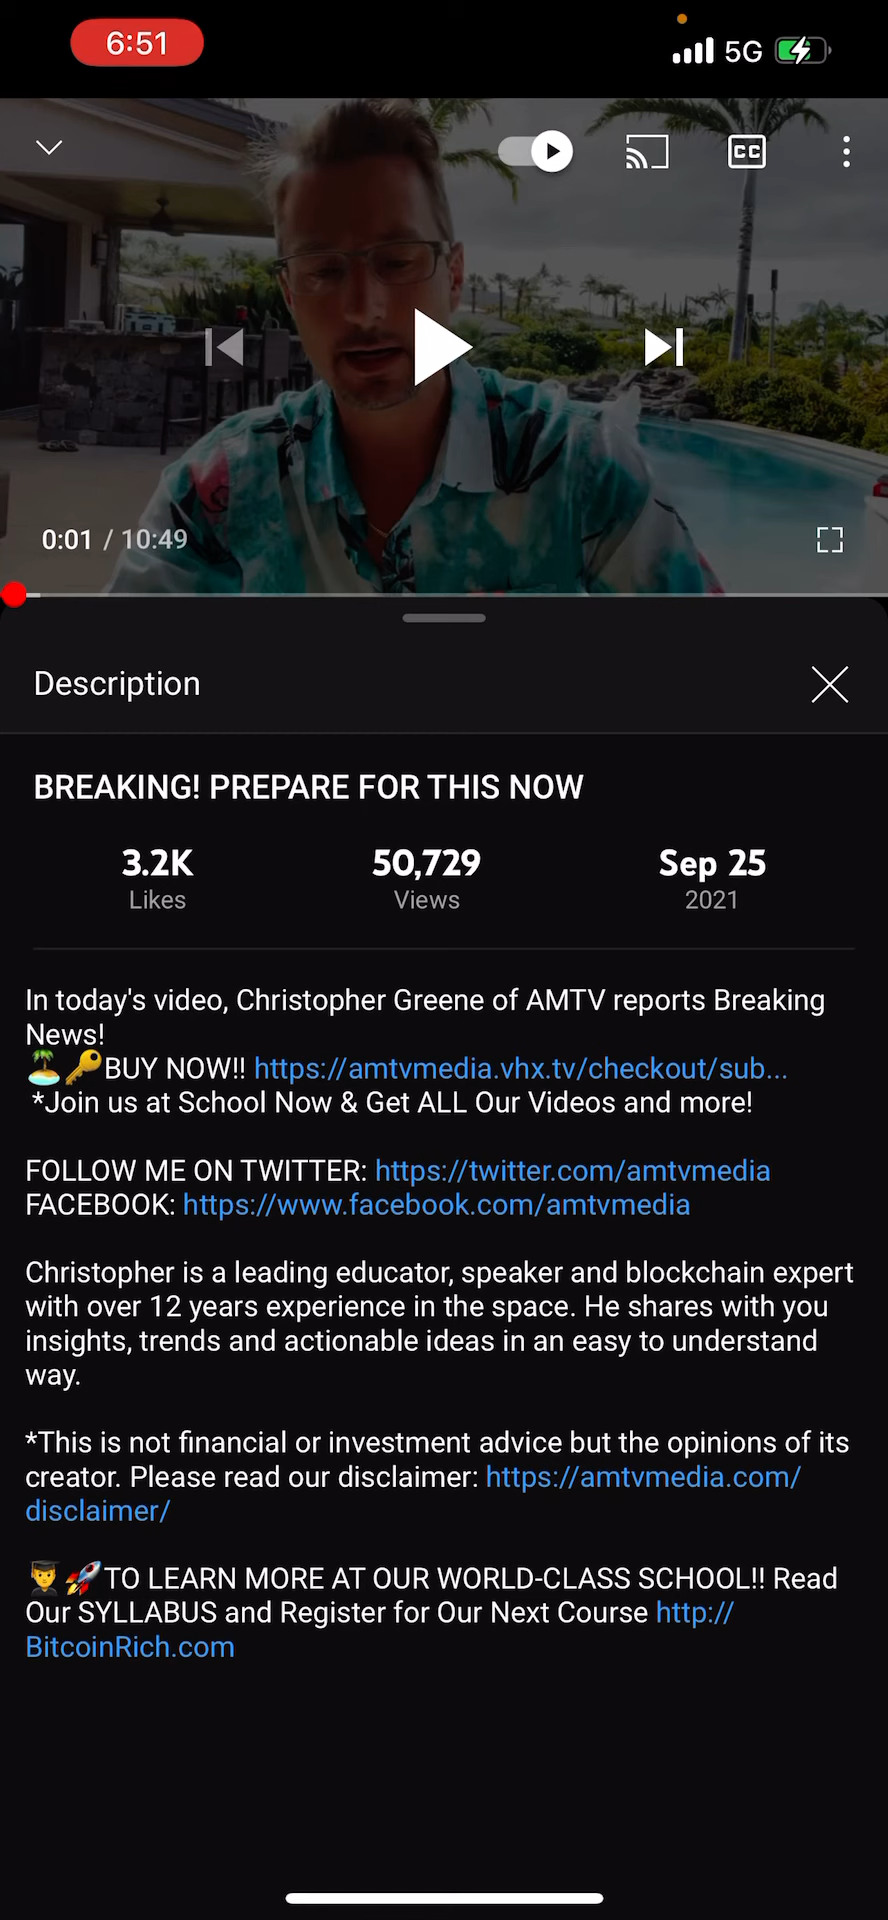 6:51
5G
CC
0:01 / 10:49
Description
BREAKING! PREPARE FOR THIS NOW
3.2K 50,729 Sep 25
Likes Views 2021
In today's video, Christopher Greene of AMTV reports Breaking
News!
🏝🔑BUY NOW!! https://amtvmedia.vhx.tv/checkout/sub...
*Join us at School Now & Get ALL Our Videos and more!
FOLLOW ME ON TWITTER: https://twitter.com/amtvmedia
FACEBOOK: https://www.facebook.com/amtvmedia
Christopher is a leading educator, speaker and blockchain expert
with over 12 years experience in the space. He shares with you
insights, trends and actionable ideas in an easy to understand
way.
*This is not financial or investment advice but the opinions of its
creator. Please read our disclaimer: https://amtvmedia.com/
disclaimer/
👨‍🎓🚀TO LEARN MORE AT OUR WORLD-CLASS SCHOOL!! Read
Our SYLLABUS and Register for Our Next Course http://
BitcoinRich.com